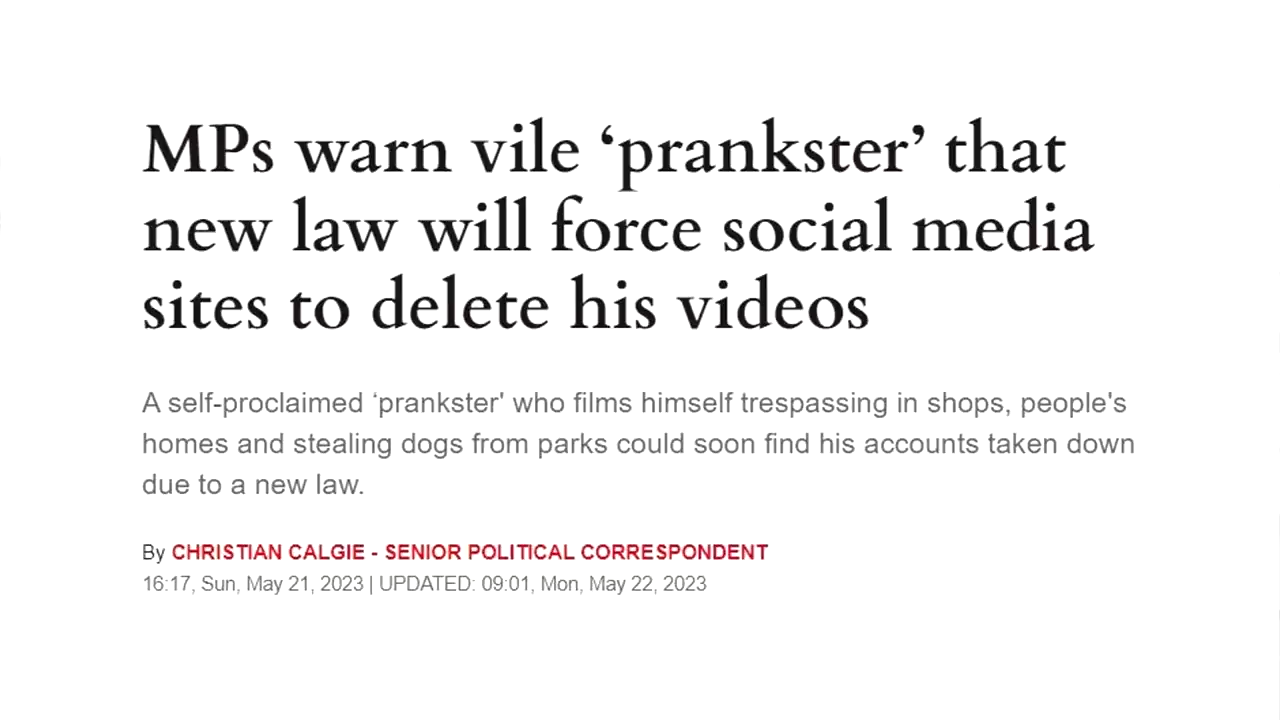 MPs warn vile ‘prankster’ that
new law will force social media
sites to delete his videos
A self-proclaimed ‘prankster' who films himself trespassing in shops, people's
homes and stealing dogs from parks could soon find his accounts taken down
due to a new law.
By CHRISTIAN CALGIE - SENIOR POLITICAL CORRESPONDENT
16:17, Sun, May 21, 2023 | UPDATED: 09:01, Mon, May 22, 2023